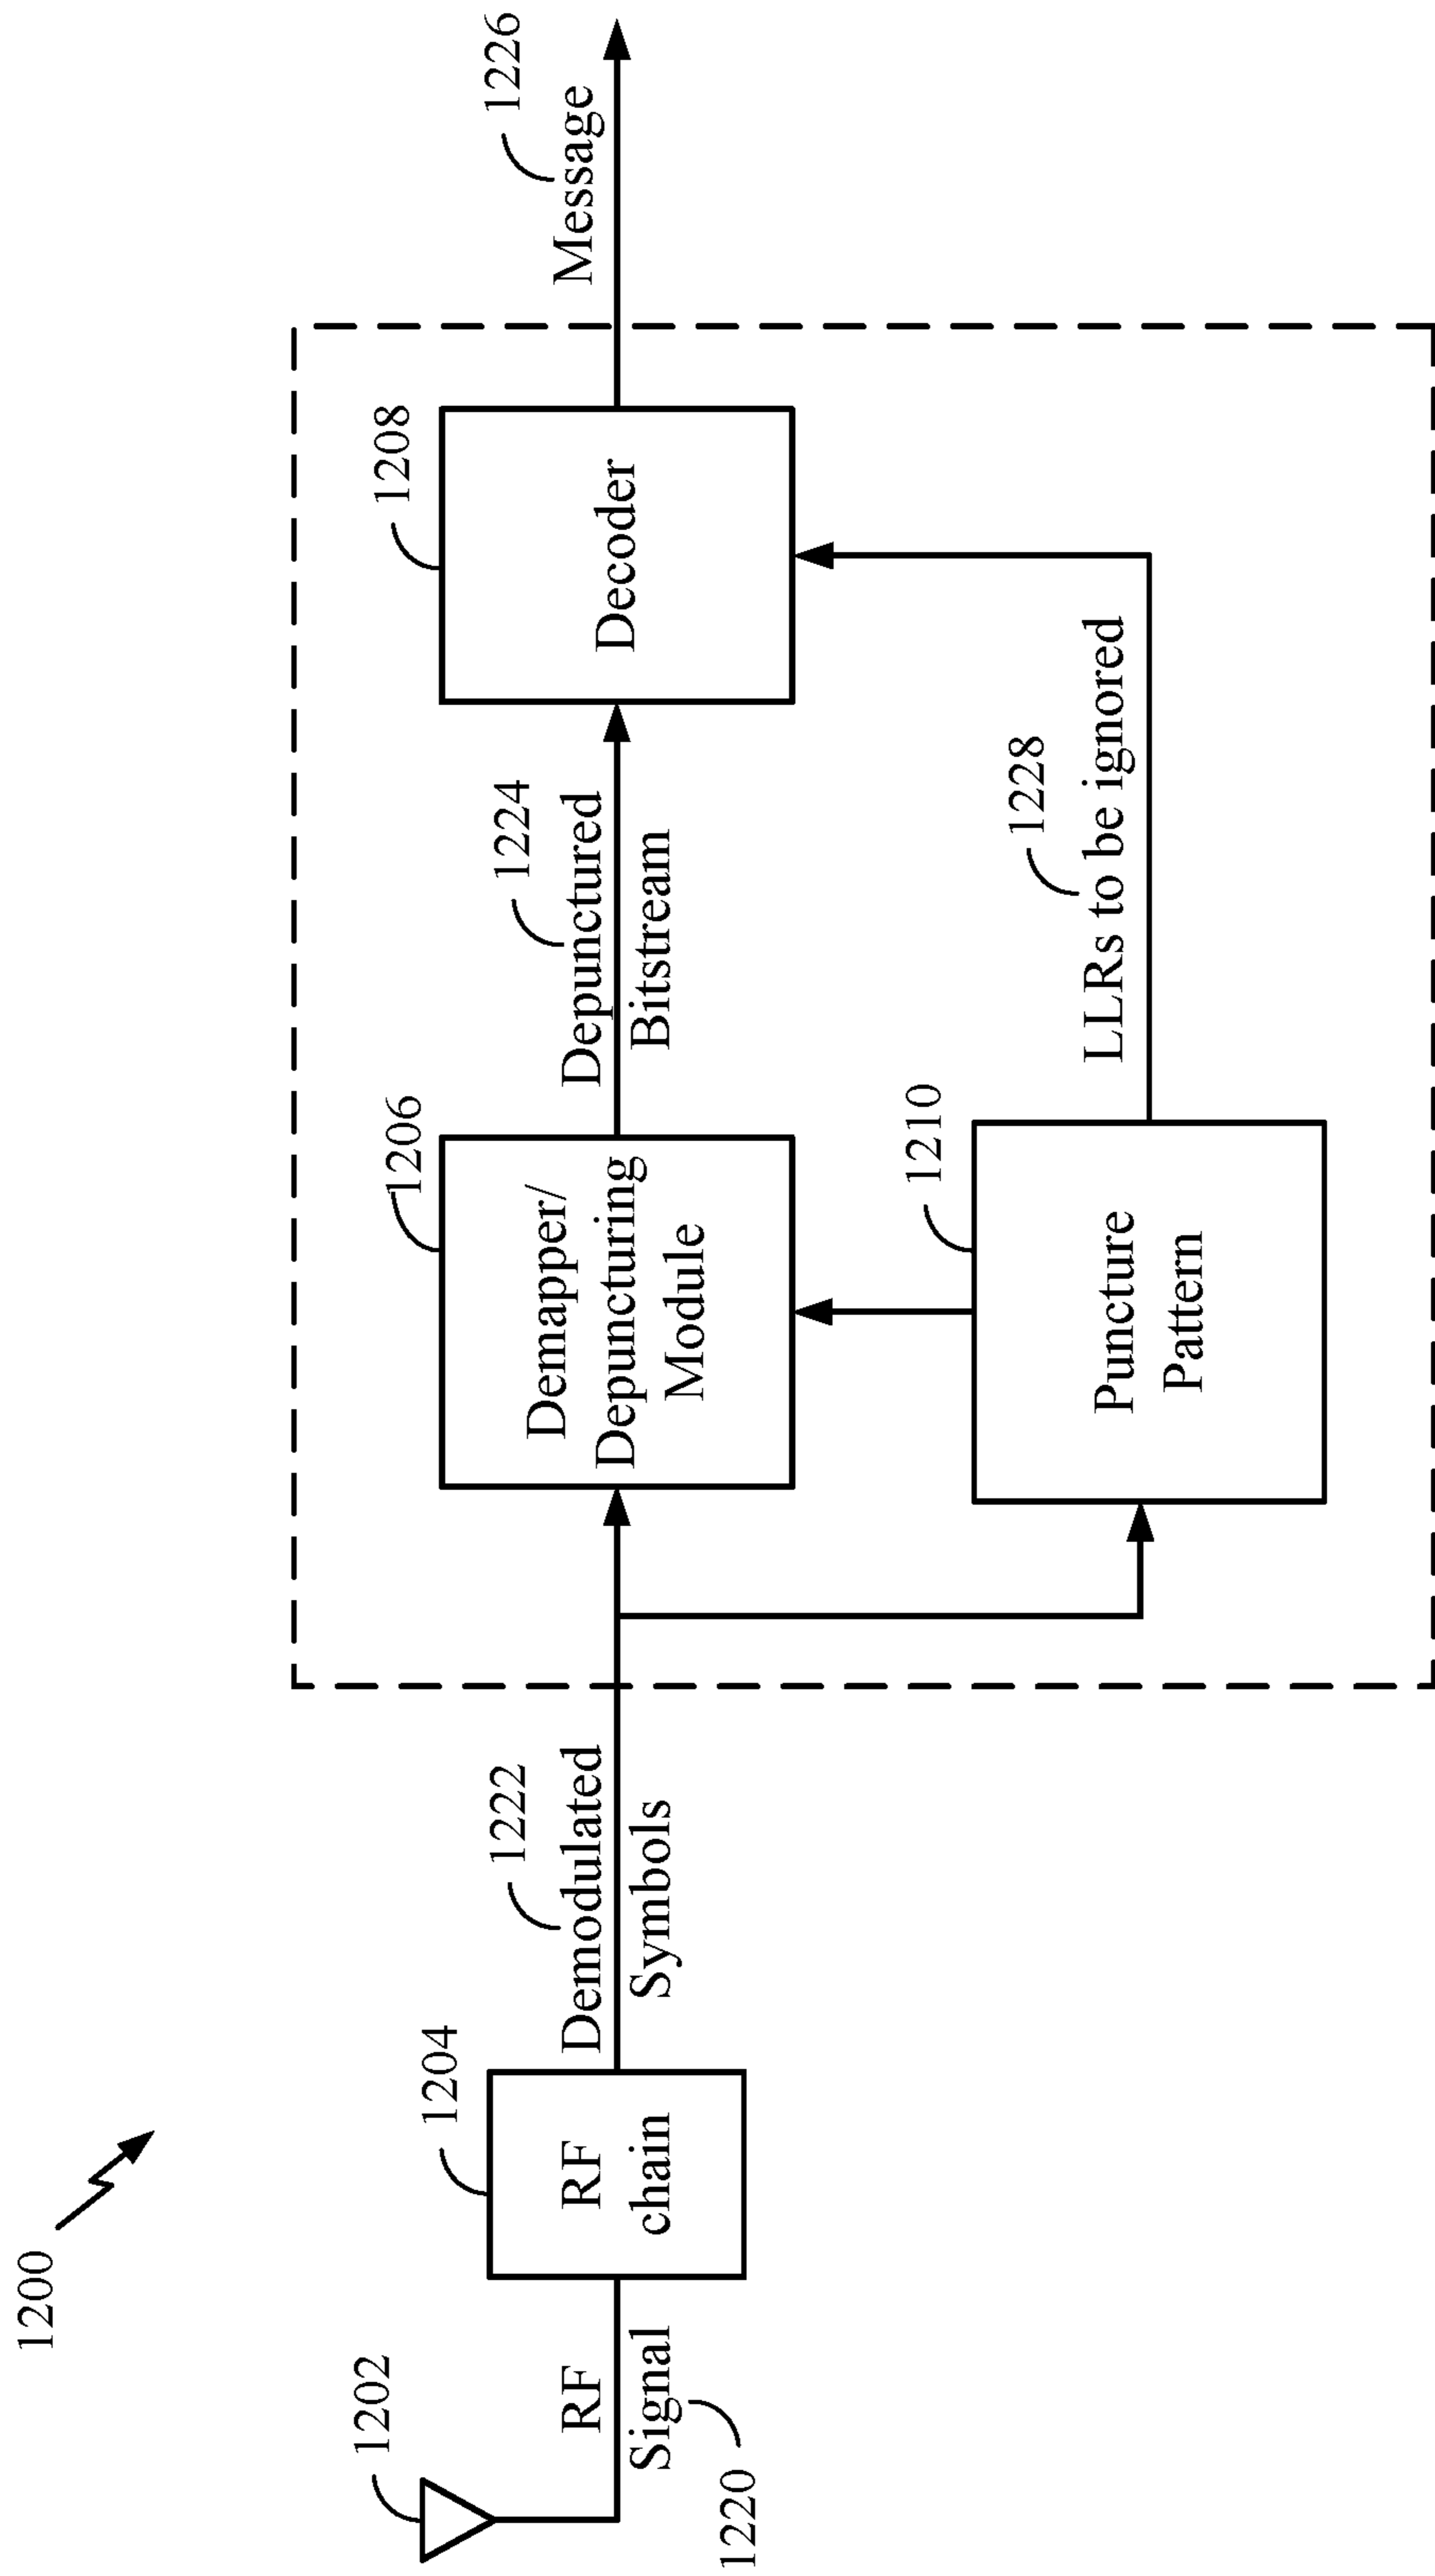 1200
1202
RF
Signal
1220
1204
RF
chain
1222
Demodulated
Symbols
1206
Demapper/
Depuncturing
Module
1224
Depunctured
Bitstream
1208
Decoder
1226
Message
1210
Puncture
Pattern
1228
LLRs to be ignored